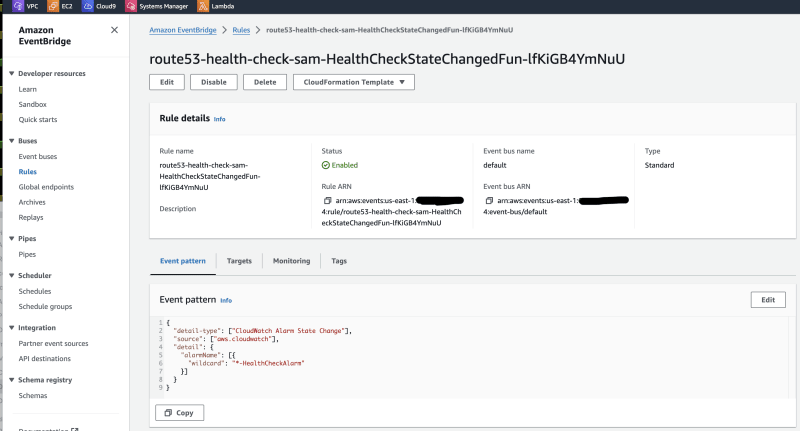 VPC EC2 Cloud9 Systems Manager Lambda
Amazon
EventBridge
Developer resources
Learn
Sandbox
Quick starts
Buses
Event buses
Rules
Global endpoints
Archives
Replays
Pipes
Pipes
Scheduler
Schedules
Schedule groups
Integration
Partner event sources
API destinations
Schema registry
Schemas
Documentation
Amazon EventBridge > Rules > route53-health-check-sam-HealthCheckStateChangedFun-lfKiGB4YmNuU
route53-health-check-sam-HealthCheckStateChangedFun-lfKiGB4YmNuU
Edit Disable Delete CloudFormation Template
Rule details Info
Rule name
route53-health-check-sam-
HealthCheckStateChangedFun-
lfKiGB4YmNuU
Description
Status
Enabled
Rule ARN
arn:aws:events:us-east-1:
4:rule/route53-health-check-sam-HealthCh
eckStateChangedFun-lfKiGB4YmNuU
Event bus name
default
Event bus ARN
arn:aws:events:us-east-1:
4:event-bus/default
Type
Standard
Event pattern Targets Monitoring Tags
Event pattern Info
Edit
1 {
2 "detail-type": ["CloudWatch Alarm State Change"],
3 "source": ["aws.cloudwatch"],
4 "detail": {
5 "alarmName": [{
6 "wildcard": "*-HealthCheckAlarm"
7 }]
8 }
9 }
Copy